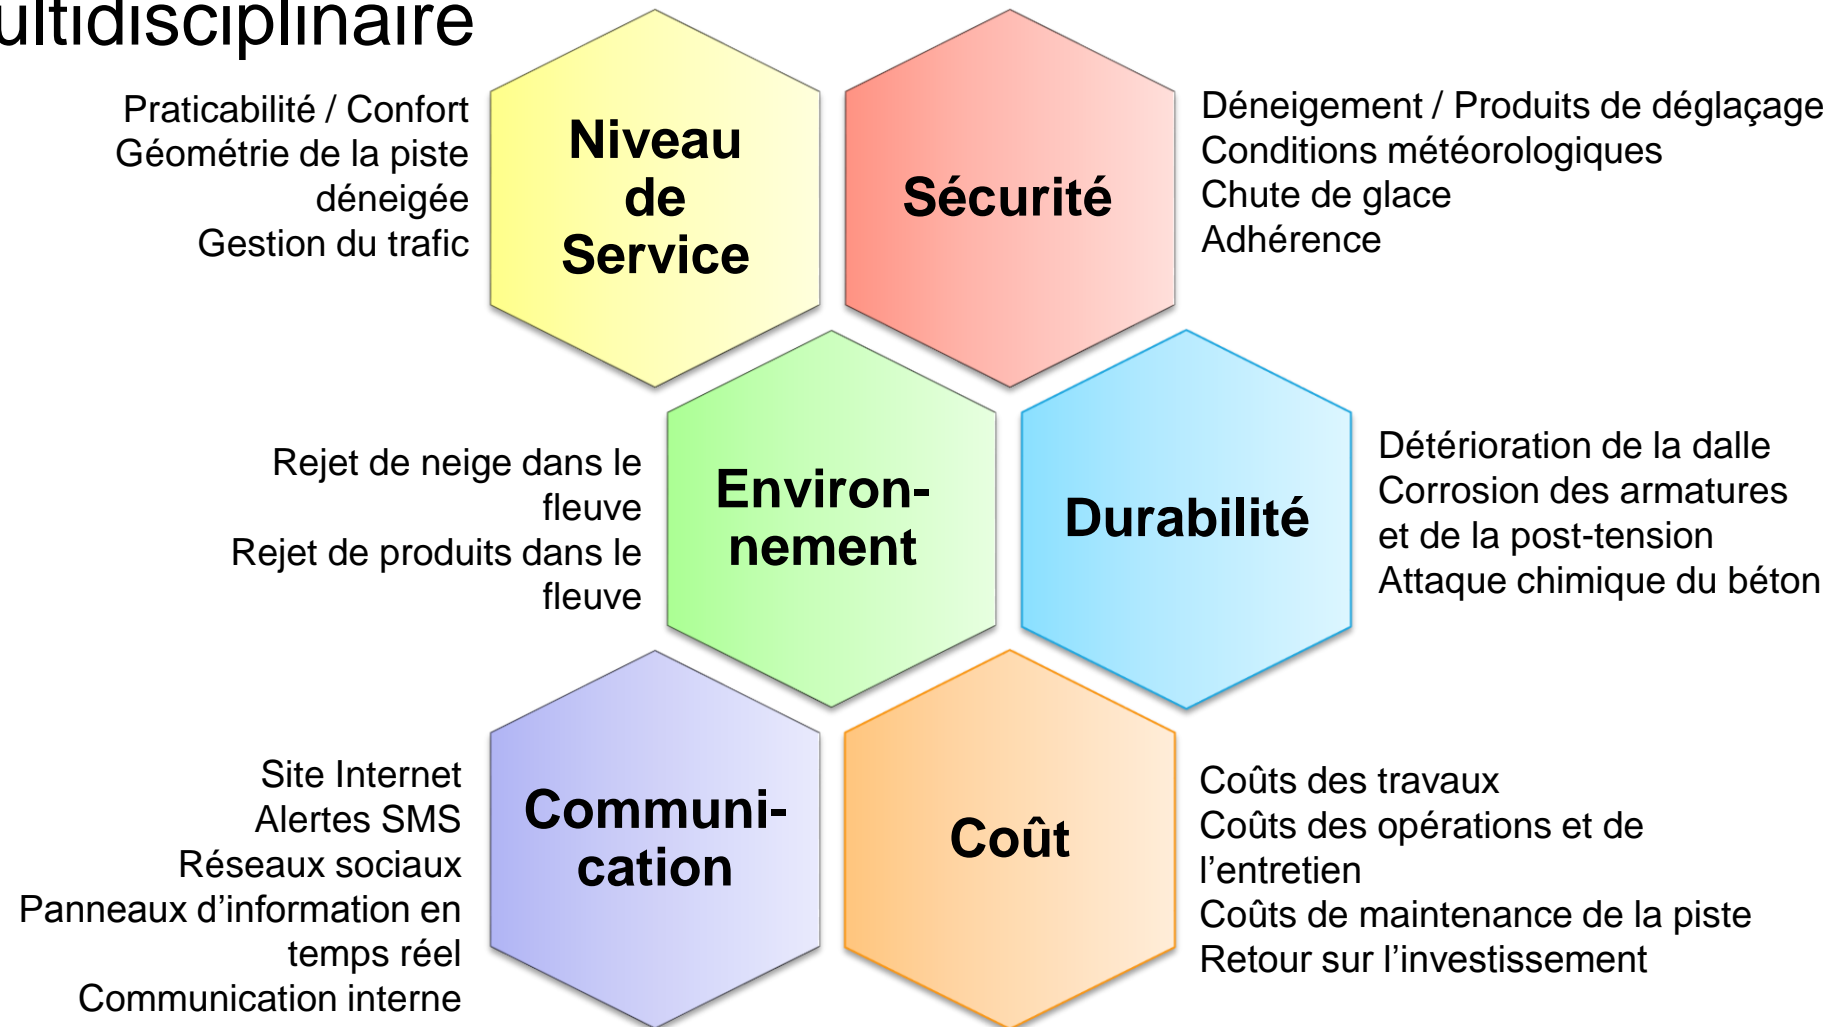 ultidisciplinaire
Praticabilité / Confort
Géométrie de la piste
déneigée
Gestion du trafic
Niveau
de
Service
Sécurité
Déneigement / Produits de déglaçage
Conditions météorologiques
Chute de glace
Adhérence
Rejet de neige dans le
fleuve
Rejet de produits dans le
fleuve
Environ-
nement
Durabilité
Détérioration de la dalle
Corrosion des armatures
et de la post-tension
Attaque chimique du béton
Site Internet
Alertes SMS
Réseaux sociaux
Panneaux d’information en
temps réel
Communication interne
Communi-
cation
Coût
Coûts des travaux
Coûts des opérations et de
l’entretien
Coûts de maintenance de la piste
Retour sur l’investissement